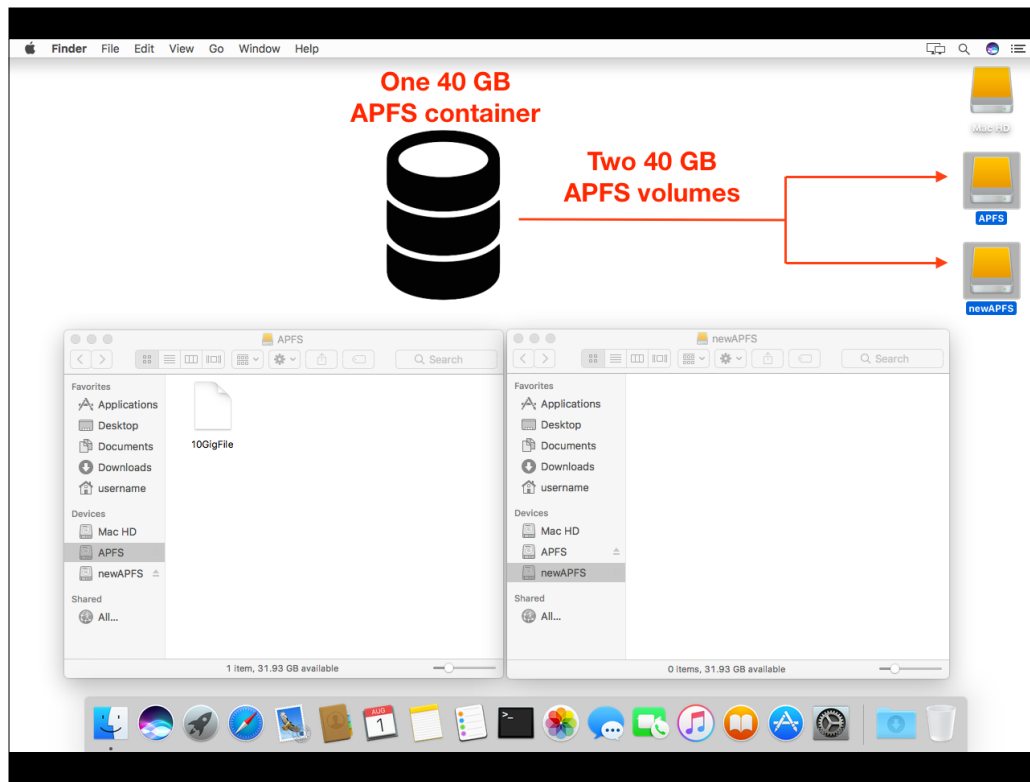 Finder File Edit View Go Window Help
One 40 GB
APFS container
Two 40 GB
APFS volumes
Mac HD
APFS
newAPFS
APFS
Search
Favorites
Applications
Desktop
Documents
Downloads
username
Devices
Mac HD
APFS
newAPFS
Shared
All...
10GigFile
1 item, 31.93 GB available
newAPFS
Search
Favorites
Applications
Desktop
Documents
Downloads
username
Devices
Mac HD
APFS
newAPFS
Shared
All...
0 items, 31.93 GB available
AUG
1
>_